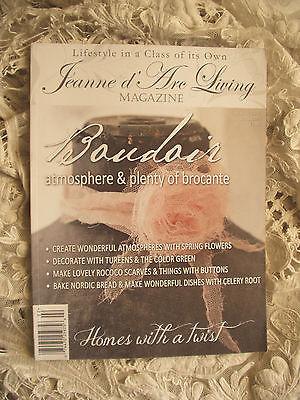 Lifestyle in a Class of its Own
Jeanne d'Arc Living
MAGAZINE
Boudoir
atmosphere & plenty of brocante
• CREATE WONDERFUL ATMOSPHERES WITH SPRING FLOWERS
• DECORATE WITH TUREENS & THE COLOR GREEN
• MAKE LOVELY ROCOCO SCARVES & THINGS WITH BUTTONS
• BAKE NORDIC BREAD & MAKE WONDERFUL DISHES WITH CELERY ROOT
Homes with a twist